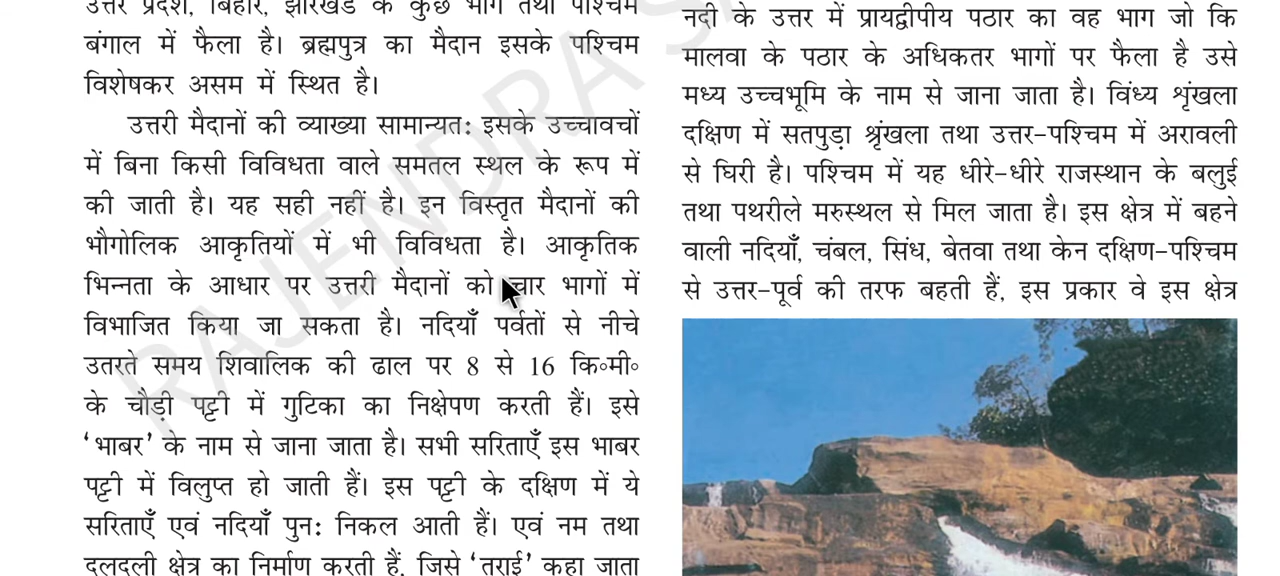 उत्तर प्रदेश, बिहार, झारखंड के कुछ भाग तथा पश्चिम
बंगाल में फैला है। ब्रह्मपुत्र का मैदान इसके पश्चिम
विशेषकर असम में स्थित है।
उत्तरी मैदानों की व्याख्या सामान्यत: इसके उच्चावचों
में बिना किसी विविधता वाले समतल स्थल के रूप में
की जाती है। यह सही नहीं है। इन विस्तृत मैदानों की
भौगोलिक आकृतियों में भी विविधता है। आकृतिक
भिन्नता के आधार पर उत्तरी मैदानों को चार भागों में
विभाजित किया जा सकता है। नदियाँ पर्वतों से नीचे
उतरते समय शिवालिक की ढाल पर 8 से 16 कि॰मी॰
के चौड़ी पट्टी में गुटिका का निक्षेपण करती हैं। इसे
‘भाबर’ के नाम से जाना जाता है। सभी सरिताएँ इस भाबर
पट्टी में विलुप्त हो जाती हैं। इस पट्टी के दक्षिण में ये
सरिताएँ एवं नदियाँ पुन: निकल आती हैं। एवं नम तथा
दलदली क्षेत्र का निर्माण करती हैं, जिसे ‘तराई’ कहा जाता
नदी के उत्तर में प्रायद्वीपीय पठार का वह भाग जो कि
मालवा के पठार के अधिकतर भागों पर फैला है उसे
मध्य उच्चभूमि के नाम से जाना जाता है। विंध्य शृंखला
दक्षिण में सतपुड़ा श्रृंखला तथा उत्तर-पश्चिम में अरावली
से घिरी है। पश्चिम में यह धीरे-धीरे राजस्थान के बलुई
तथा पथरीले मरुस्थल से मिल जाता है। इस क्षेत्र में बहने
वाली नदियाँ, चंबल, सिंध, बेतवा तथा केन दक्षिण-पश्चिम
से उत्तर-पूर्व की तरफ बहती हैं, इस प्रकार वे इस क्षेत्र
RAJENDRA S